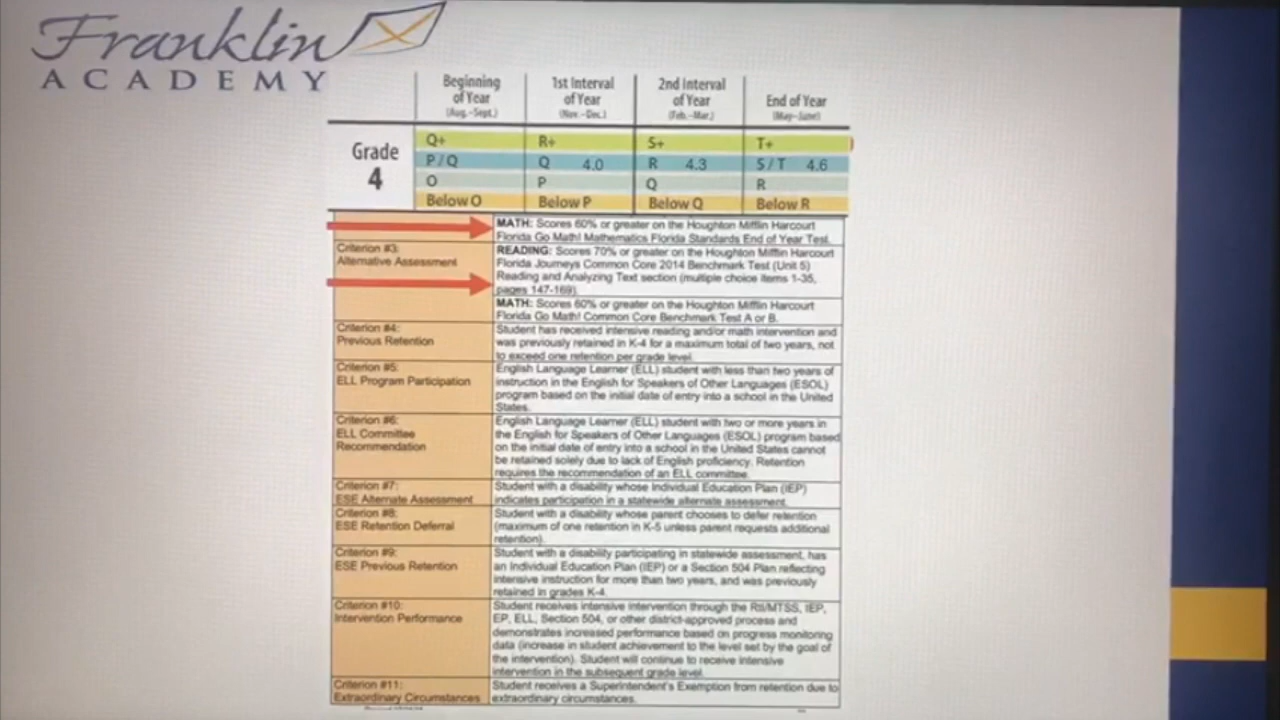 Franklin
ACADEMY
Beginning of Year (Aug.-Sept.)
1st Interval of Year (Nov.-Dec.)
2nd Interval of Year (Feb.-Mar.)
End of Year (May-June)
Grade 4
Q+ R+ S+ T+
P / Q Q 4.0 R 4.3 S / T 4.6
O P Q R
Below O Below P Below Q Below R
MATH: Scores 60% or greater on the Houghton Mifflin Harcourt
Florida Go Math! Mathematics Florida Standards End of Year Test.
Criterion #3:
Alternative Assessment
READING: Scores 70% or greater on the Houghton Mifflin Harcourt
Florida Journeys Common Core 2014 Benchmark Test (Unit 5)
Reading and Analyzing Text section (multiple choice items 1-35,
pages 147-169).
MATH: Scores 60% or greater on the Houghton Mifflin Harcourt
Florida Go Math! Common Core Benchmark Test A or B.
Criterion #4:
Previous Retention
Student has received intensive reading and/or math intervention and
was previously retained in K-4 for a maximum total of two years, not
to exceed one retention per grade level.
Criterion #5:
ELL Program Participation
English Language Learner (ELL) student with less than two years of
instruction in the English for Speakers of Other Languages (ESOL)
program based on the initial date of entry into a school in the United
States.
Criterion #6:
ELL Committee
Recommendation
English Language Learner (ELL) student with two or more years in
the English for Speakers of Other Languages (ESOL) program based
on the initial date of entry into a school in the United States cannot
be retained solely due to lack of English proficiency. Retention
requires the recommendation of an ELL committee.
Criterion #7:
ESE Alternate Assessment
Student with a disability whose Individual Education Plan (IEP)
indicates participation in a statewide alternate assessment.
Criterion #8:
ESE Retention Deferral
Student with a disability whose parent chooses to defer retention
(maximum of one retention in K-5 unless parent requests additional
retention).
Criterion #9:
ESE Previous Retention
Student with a disability participating in statewide assessment, has
an Individual Education Plan (IEP) or a Section 504 Plan reflecting
intensive instruction for more than two years, and was previously
retained in grades K-4.
Criterion #10:
Intervention Performance
Student receives intensive intervention through the RtI/MTSS, IEP,
EP, ELL, Section 504, or other district-approved process and
demonstrates increased performance based on progress monitoring
data (increase in student achievement to the level set by the goal of
the intervention). Student will continue to receive intensive
intervention in the subsequent grade level.
Criterion #11:
Extraordinary Circumstances
Student receives a Superintendent's Exemption from retention due to
extraordinary circumstances.